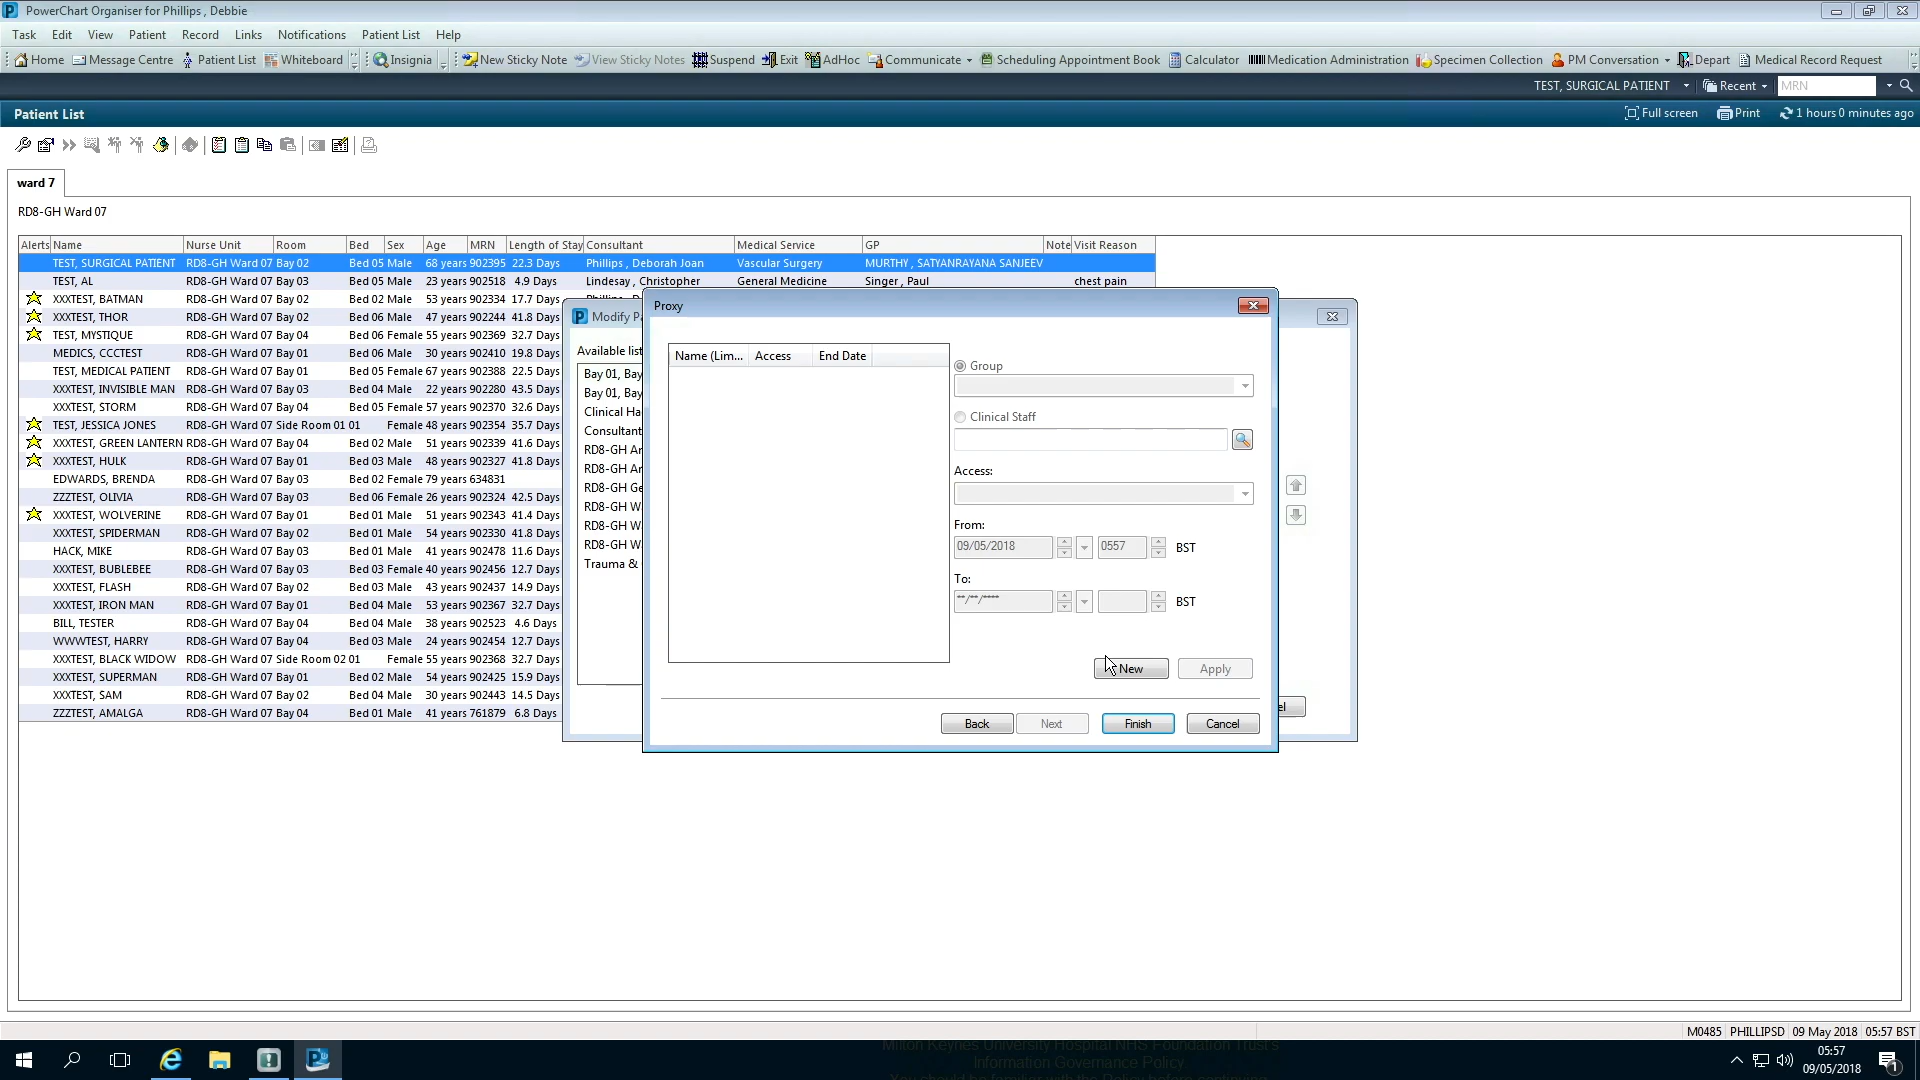 PowerChart Organiser for Phillips , Debbie
Task Edit View Patient Record Links Notifications Patient List Help
Home Message Centre Patient List Whiteboard Insignia New Sticky Note View Sticky Notes Suspend Exit AdHoc Communicate Scheduling Appointment Book Calculator Medication Administration Specimen Collection PM Conversation Depart Medical Record Request
TEST, SURGICAL PATIENT Recent MRN
Patient List Full screen Print 1 hours 0 minutes ago
ward 7
RD8-GH Ward 07
Alerts Name Nurse Unit Room Bed Sex Age MRN Length of Stay Consultant Medical Service GP Note Visit Reason
TEST, SURGICAL PATIENT RD8-GH Ward 07 Bay 02 Bed 05 Male 68 years 902395 22.3 Days Phillips , Deborah Joan Vascular Surgery MURTHY , SATYANRAYANA SANJEEV
TEST, AL RD8-GH Ward 07 Bay 03 Bed 05 Male 23 years 902518 4.9 Days Lindesay , Christopher General Medicine Singer , Paul chest pain
XXXTEST, BATMAN RD8-GH Ward 07 Bay 02 Bed 02 Male 53 years 902334 17.7 Days
XXXTEST, THOR RD8-GH Ward 07 Bay 02 Bed 06 Male 47 years 902244 41.8 Days
TEST, MYSTIQUE RD8-GH Ward 07 Bay 04 Bed 06 Female 55 years 902369 32.7 Days
MEDICS, CCCTEST RD8-GH Ward 07 Bay 01 Bed 06 Male 30 years 902410 19.8 Days
TEST, MEDICAL PATIENT RD8-GH Ward 07 Bay 01 Bed 05 Female 67 years 902388 22.5 Days
XXXTEST, INVISIBLE MAN RD8-GH Ward 07 Bay 03 Bed 04 Male 22 years 902280 43.5 Days
XXXTEST, STORM RD8-GH Ward 07 Bay 04 Bed 05 Female 57 years 902370 32.6 Days
TEST, JESSICA JONES RD8-GH Ward 07 Side Room 01 01 Female 48 years 902354 35.7 Days
XXXTEST, GREEN LANTERN RD8-GH Ward 07 Bay 04 Bed 02 Male 51 years 902339 41.6 Days
XXXTEST, HULK RD8-GH Ward 07 Bay 01 Bed 03 Male 48 years 902327 41.8 Days
EDWARDS, BRENDA RD8-GH Ward 07 Bay 03 Bed 02 Female 79 years 634831
ZZZTEST, OLIVIA RD8-GH Ward 07 Bay 03 Bed 06 Female 26 years 902324 42.5 Days
XXXTEST, WOLVERINE RD8-GH Ward 07 Bay 01 Bed 01 Male 51 years 902343 41.4 Days
XXXTEST, SPIDERMAN RD8-GH Ward 07 Bay 02 Bed 01 Male 54 years 902330 41.8 Days
HACK, MIKE RD8-GH Ward 07 Bay 03 Bed 01 Male 41 years 902478 11.6 Days
XXXTEST, BUBLEBEE RD8-GH Ward 07 Bay 03 Bed 03 Female 40 years 902456 12.7 Days
XXXTEST, FLASH RD8-GH Ward 07 Bay 02 Bed 03 Male 43 years 902437 14.9 Days
XXXTEST, IRON MAN RD8-GH Ward 07 Bay 01 Bed 04 Male 53 years 902367 32.7 Days
BILL, TESTER RD8-GH Ward 07 Bay 04 Bed 04 Male 38 years 902523 4.6 Days
WWWTEST, HARRY RD8-GH Ward 07 Bay 04 Bed 03 Male 24 years 902454 12.7 Days
XXXTEST, BLACK WIDOW RD8-GH Ward 07 Side Room 02 01 Female 55 years 902368 32.7 Days
XXXTEST, SUPERMAN RD8-GH Ward 07 Bay 01 Bed 02 Male 54 years 902425 15.9 Days
XXXTEST, SAM RD8-GH Ward 07 Bay 02 Bed 04 Male 30 years 902443 14.5 Days
ZZZTEST, AMALGA RD8-GH Ward 07 Bay 04 Bed 01 Male 41 years 761879 6.8 Days
Modify Pa
Available list
Bay 01, Bay
Bay 01, Bay
Clinical Ha
Consultant
RD8-GH Ar
RD8-GH Ar
RD8-GH Ge
RD8-GH W
RD8-GH W
RD8-GH W
Trauma &
Proxy
Name (Lim... Access End Date
Group
Clinical Staff
Access:
From:
09/05/2018 0557 BST
To:
**/**/**** BST
New Apply
Back Next Finish Cancel
el
M0485 PHILLIPSD 09 May 2018 05:57 BST
Milton Keynes University Hospital NHS Foundation Trust's
Information Governance Policy
You should be familiar with the Policy before continuing
05:57
09/05/2018
1